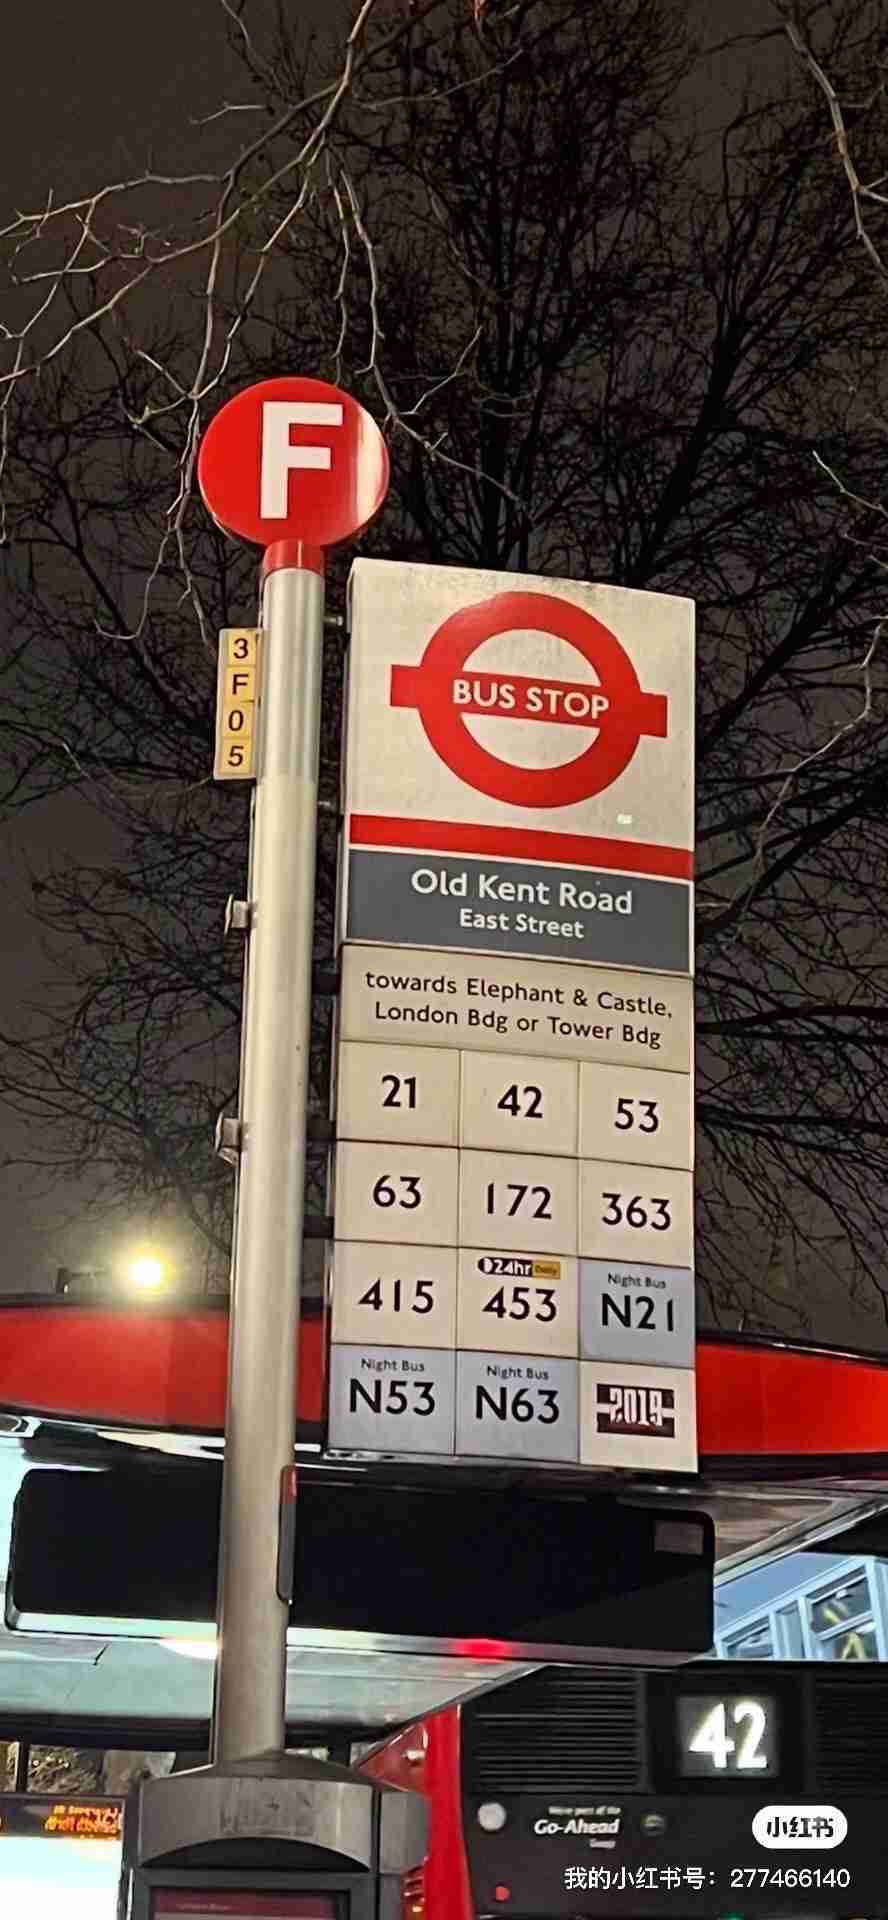 F
3
F
0
5
BUS STOP
Old Kent Road
East Street
towards Elephant & Castle,
London Bdg or Tower Bdg
21 42 53
63 172 363
415 24hr Daily 453 Night Bus N21
Night Bus N53 Night Bus N63 2019
42
Go-Ahead
小红书
我的小红书号：277466140